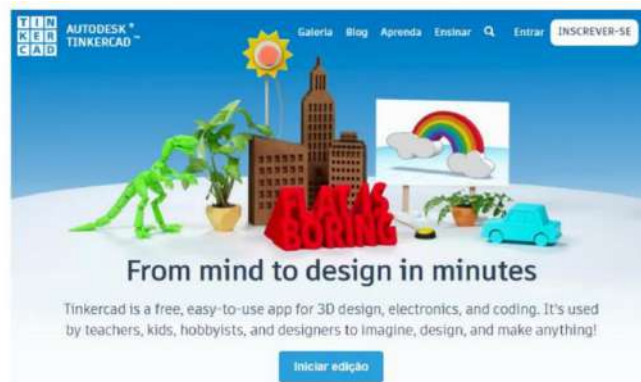 TIN
KER
CAD
AUTODESK®
TINKERCAD™
Galeria Blog Aprenda Ensinar Entrar INSCREVER-SE
FLAT AS
BORING
From mind to design in minutes
Tinkercad is a free, easy-to-use app for 3D design, electronics, and coding. It's used
by teachers, kids, hobbyists, and designers to imagine, design, and make anything!
Iniciar edição